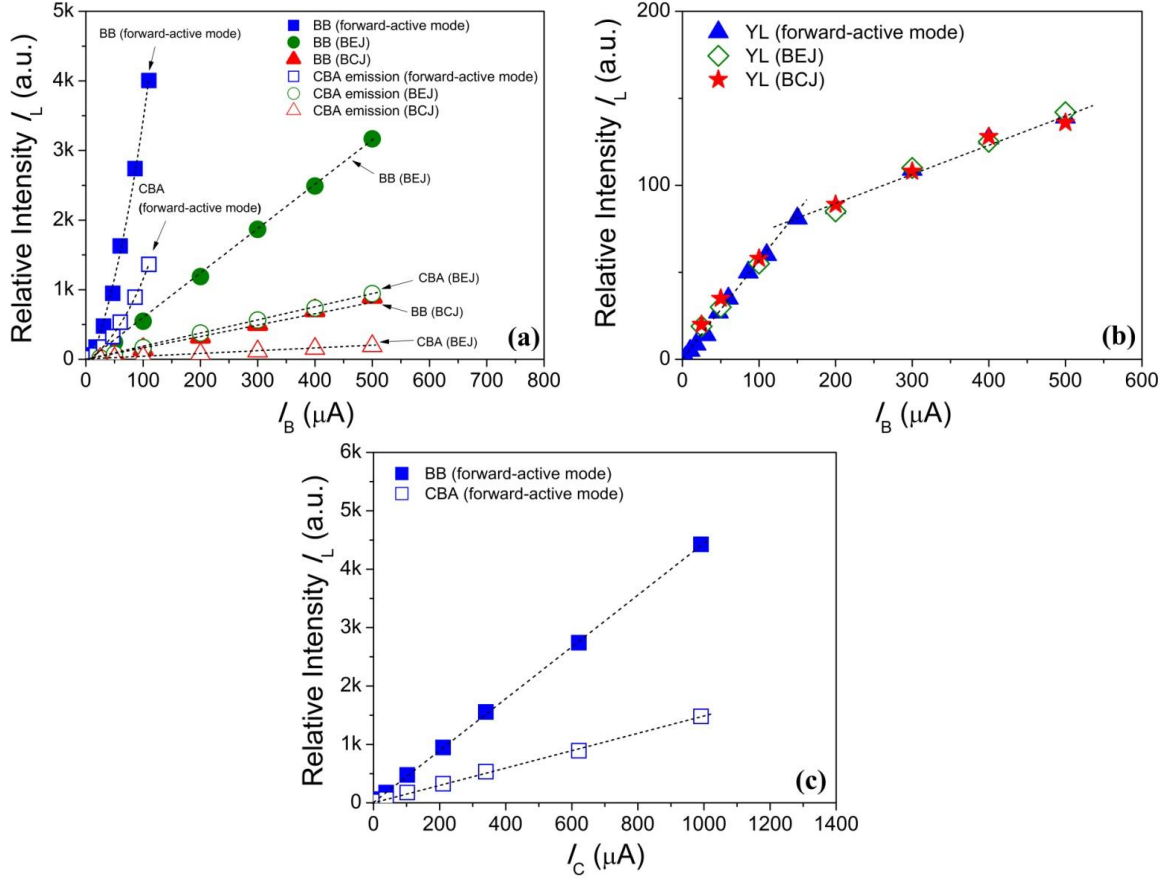 5k
4k
3k
2k
1k
0
Relative Intensity I_L (a.u.)
BB (forward-active mode)
BB (forward-active mode)
BB (BEJ)
BB (BCJ)
CBA emission (forward-active mode)
CBA emission (BEJ)
CBA emission (BCJ)
CBA
(forward-active mode)
BB (BEJ)
CBA (BEJ)
BB (BCJ)
CBA (BEJ)
(a)
0 100 200 300 400 500 600 700 800
I_B (μA)
200
100
0
Relative Intensity I_L (a.u.)
YL (forward-active mode)
YL (BEJ)
YL (BCJ)
(b)
0 100 200 300 400 500 600
I_B (μA)
6k
5k
4k
3k
2k
1k
0
Relative Intensity I_L (a.u.)
BB (forward-active mode)
CBA (forward-active mode)
(c)
0 200 400 600 800 1000 1200 1400
I_C (μA)